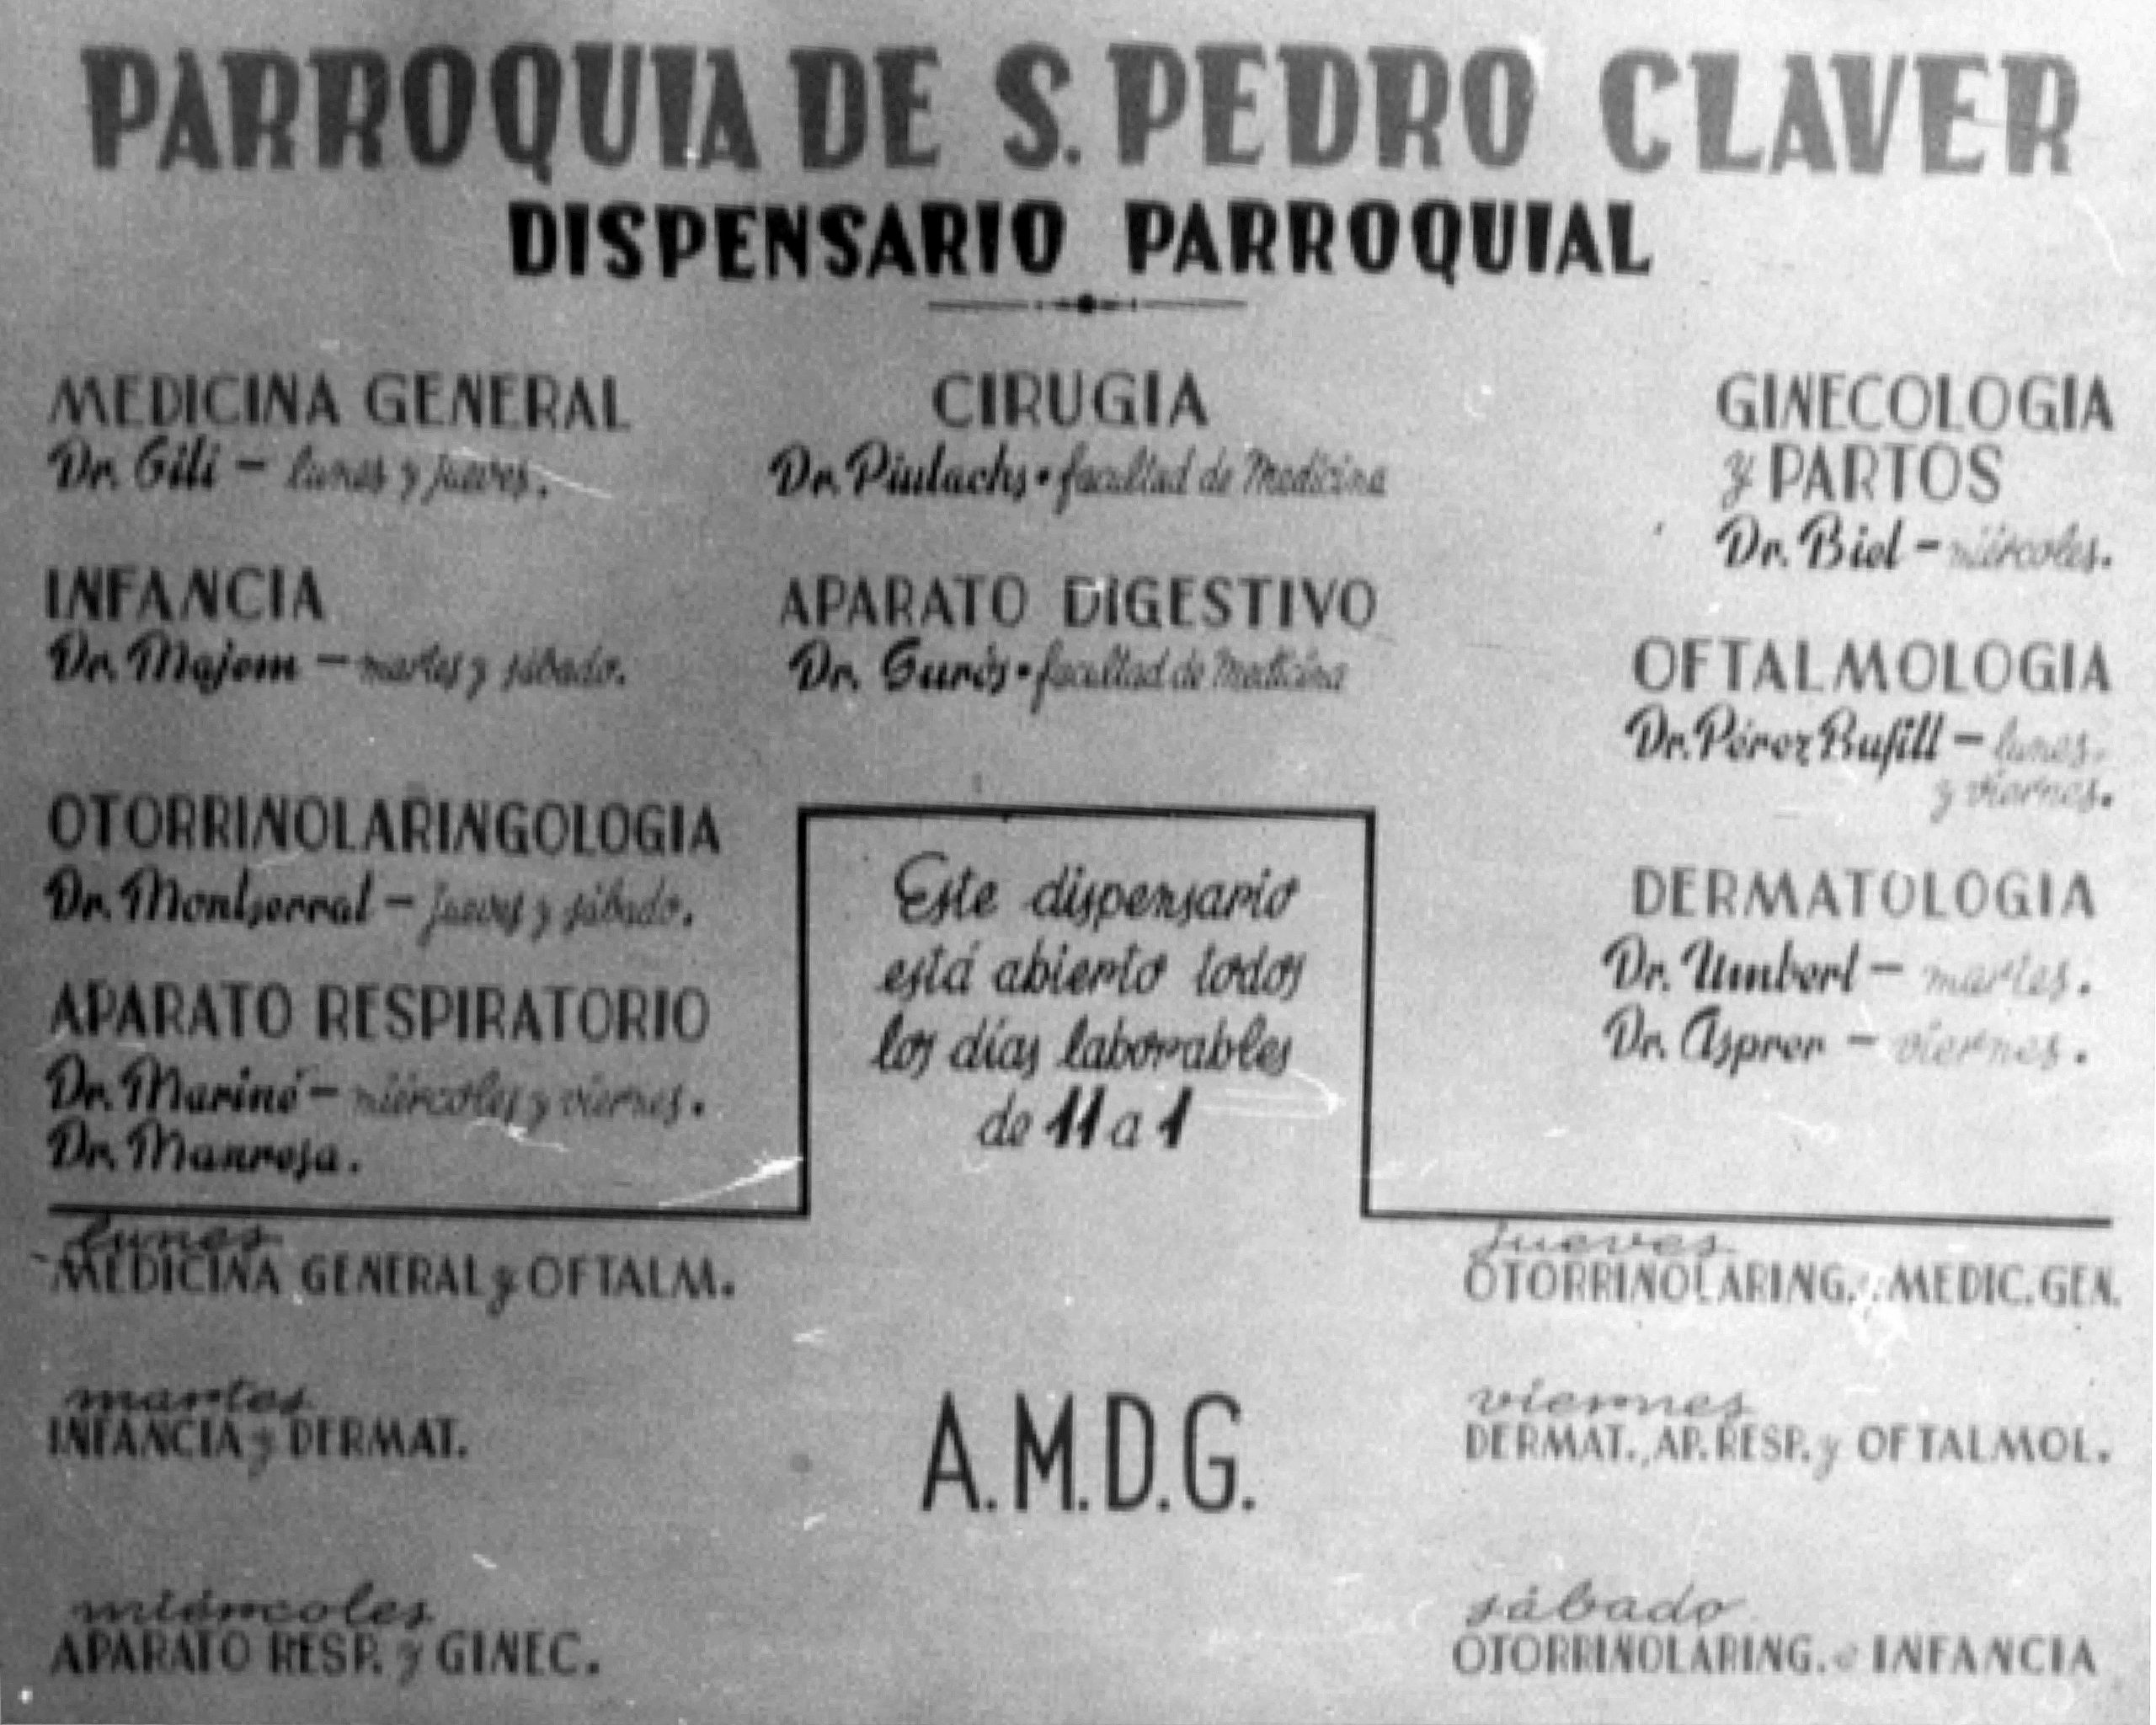 PARROQUIA DE S. PEDRO CLAVER
DISPENSARIO PARROQUIAL
MEDICINA GENERAL
Dr. Gili - lunes y jueves.
INFANCIA
Dr. Majem - martes y sábado.
OTORRINOLARINGOLOGIA
Dr. Montserrat - jueves y sábado.
APARATO RESPIRATORIO
Dr. Mariné - miércoles y viernes.
Dr. Manresa.
CIRUGIA
Dr. Piulachs • facultad de Medicina
APARATO DIGESTIVO
Dr. Surós • facultad de Medicina
GINECOLOGIA
y PARTOS
Dr. Biel - miércoles.
OFTALMOLOGIA
Dr. Pérez Bufill - lunes
y viernes.
DERMATOLOGIA
Dr. Umbert - martes.
Dr. Asprer - viernes.
Este dispensario
está abierto todos
los días laborables
de 11 a 1
lunes
MEDICINA GENERAL y OFTALM.
martes
INFANCIA y DERMAT.
miércoles
APARATO RESP. y GINEC.
A.M.D.G.
jueves
OTORRINOLARING. MEDIC. GEN.
viernes
DERMAT., AP. RESP. y OFTALMOL.
sábado
OTORRINOLARING. e INFANCIA